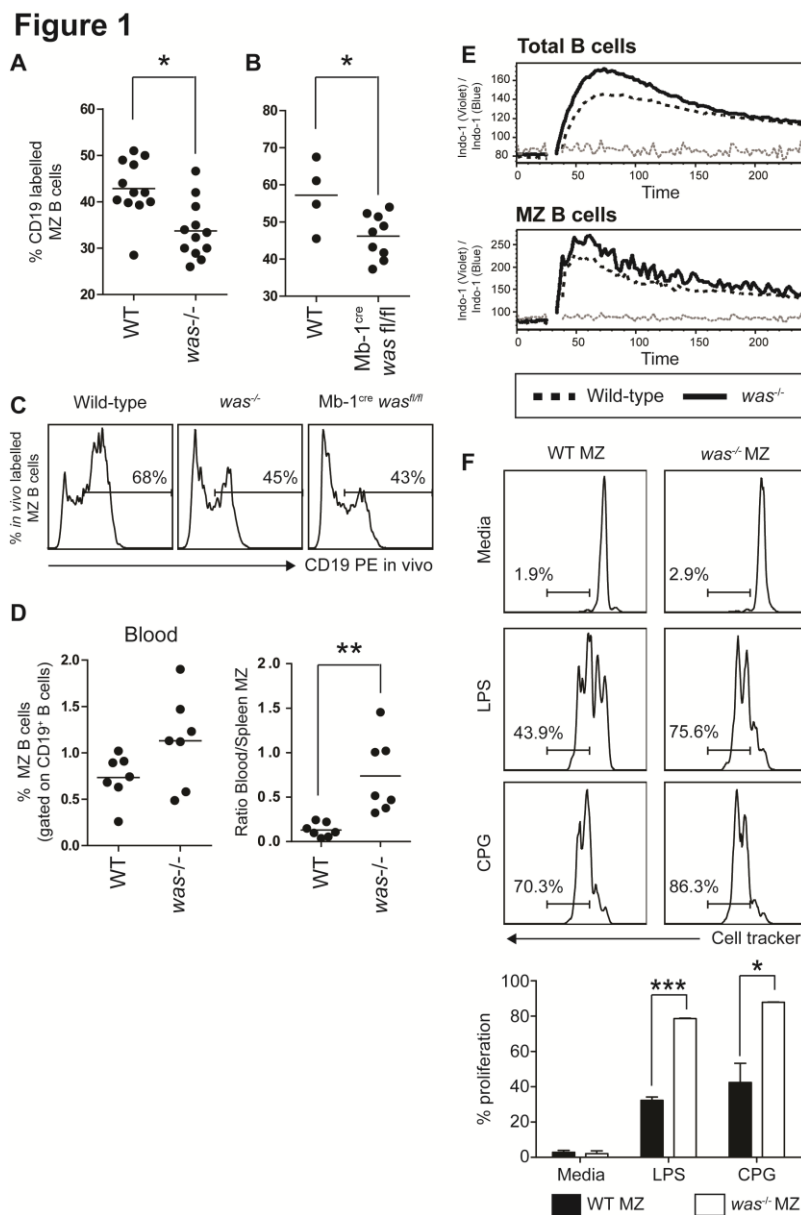 Figure 1
A
*
% CD19 labelled
MZ B cells
60
50
40
30
20
WT
was-/-
B
*
80
70
60
50
40
30
WT
Mb-1cre
was fl/fl
C
Wild-type
was-/-
Mb-1cre wasfl/fl
% in vivo labelled
MZ B cells
68%
45%
43%
CD19 PE in vivo
D
Blood
% MZ B cells
(gated on CD19+ B cells)
2.0
1.5
1.0
0.5
0.0
WT
was-/-
**
Ratio Blood/Spleen MZ
2.0
1.5
1.0
0.5
0.0
WT
was-/-
E
Total B cells
Indo-1 (Violet) /
Indo-1 (Blue)
160
140
120
100
80
0 50 100 150 200
Time
MZ B cells
Indo-1 (Violet) /
Indo-1 (Blue)
250
200
150
100
0 50 100 150 200
Time
Wild-type was-/-
F
WT MZ
was-/- MZ
Media
1.9%
2.9%
LPS
43.9%
75.6%
CPG
70.3%
86.3%
Cell tracker
% proliferation
100
80
60
40
20
0
***
*
Media LPS CPG
WT MZ was-/- MZ